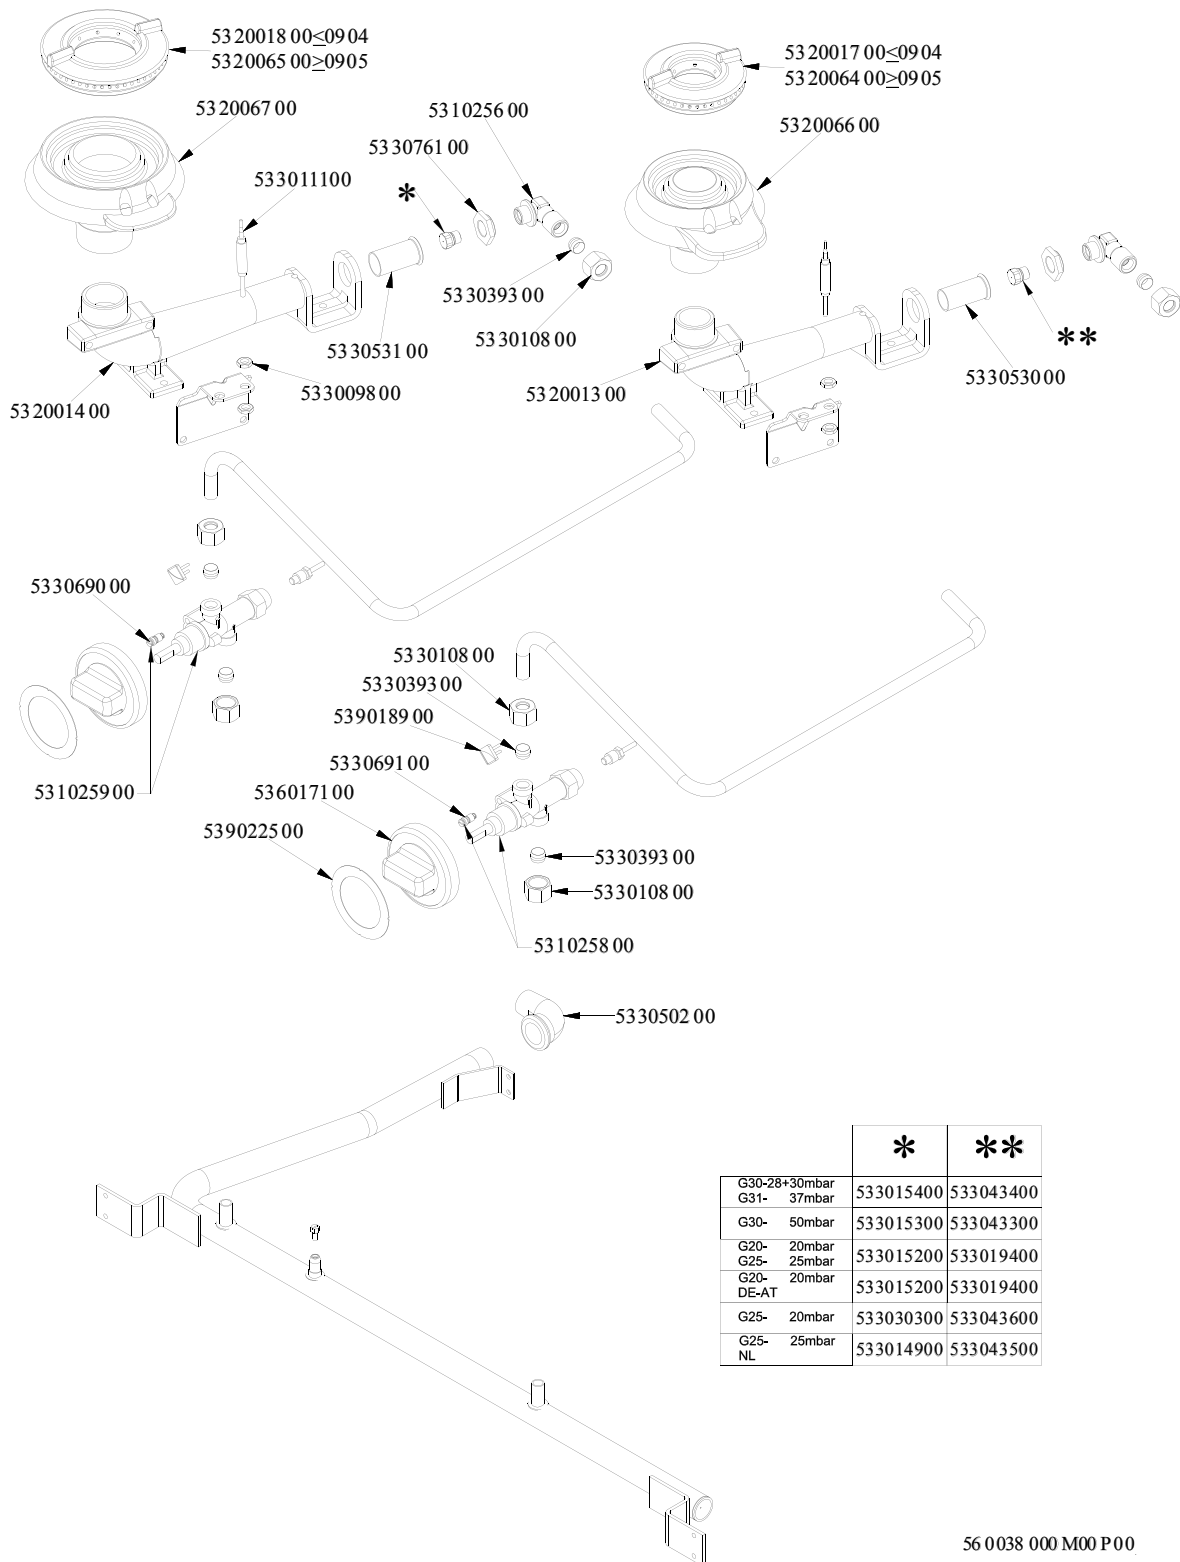 5320018 00≤0904
5320065 00≥0905
5320067 00
533011100
5330761 00
5310256 00
*
5330393 00
5330108 00
5330531 00
5330098 00
5320014 00
5320017 00≤0904
5320064 00≥0905
5320066 00
**
5330530 00
5320013 00
5330690 00
5310259 00
5330108 00
5330393 00
5390189 00
5330691 00
5360171 00
5390225 00
5330393 00
5330108 00
5310258 00
5330502 00
* **
G30-28+30mbar
G31- 37mbar 533015400 533043400
G30- 50mbar 533015300 533043300
G20- 20mbar
G25- 25mbar 533015200 533019400
G20- 20mbar
DE-AT 533015200 533019400
G25- 20mbar 533030300 533043600
G25- 25mbar
NL 533014900 533043500
56 0038 000 M00 P00